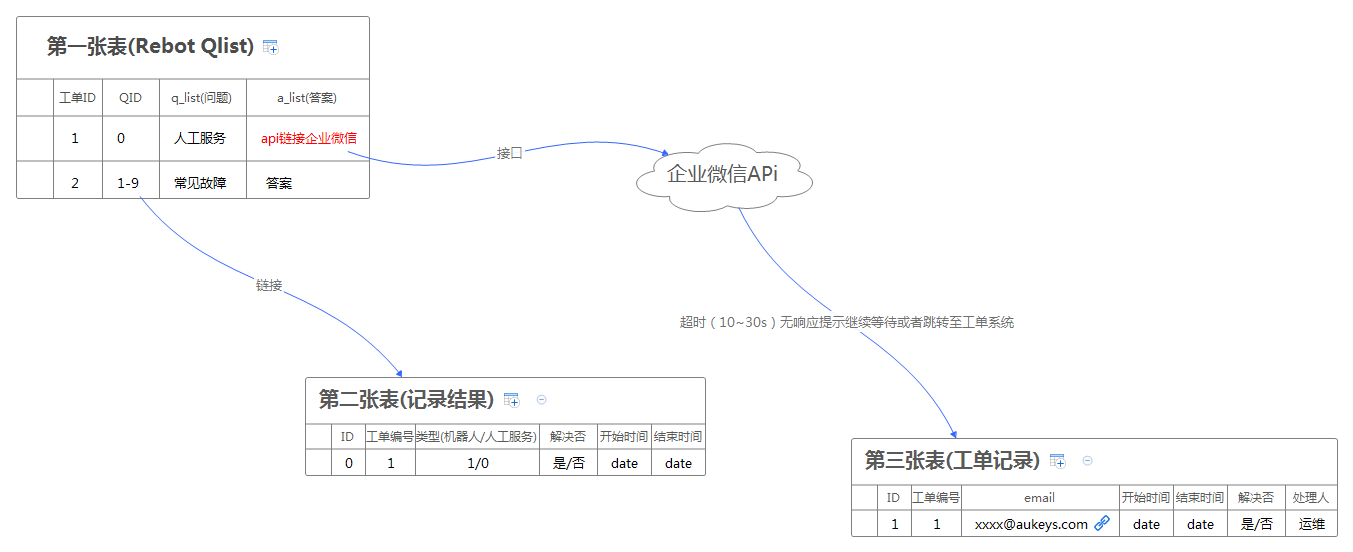 第一张表(Rebot Qlist)
工单ID QID q_list(问题) a_list(答案)
1 0 人工服务 api链接企业微信
2 1-9 常见故障 答案
接口
企业微信APi
链接
超时（10~30s）无响应提示继续等待或者跳转至工单系统
第二张表(记录结果)
ID 工单编号 类型(机器人/人工服务) 解决否 开始时间 结束时间
0 1 1/0 是/否 date date
第三张表(工单记录)
ID 工单编号 email 开始时间 结束时间 解决否 处理人
1 1 xxxx@aukeys.com date date 是/否 运维